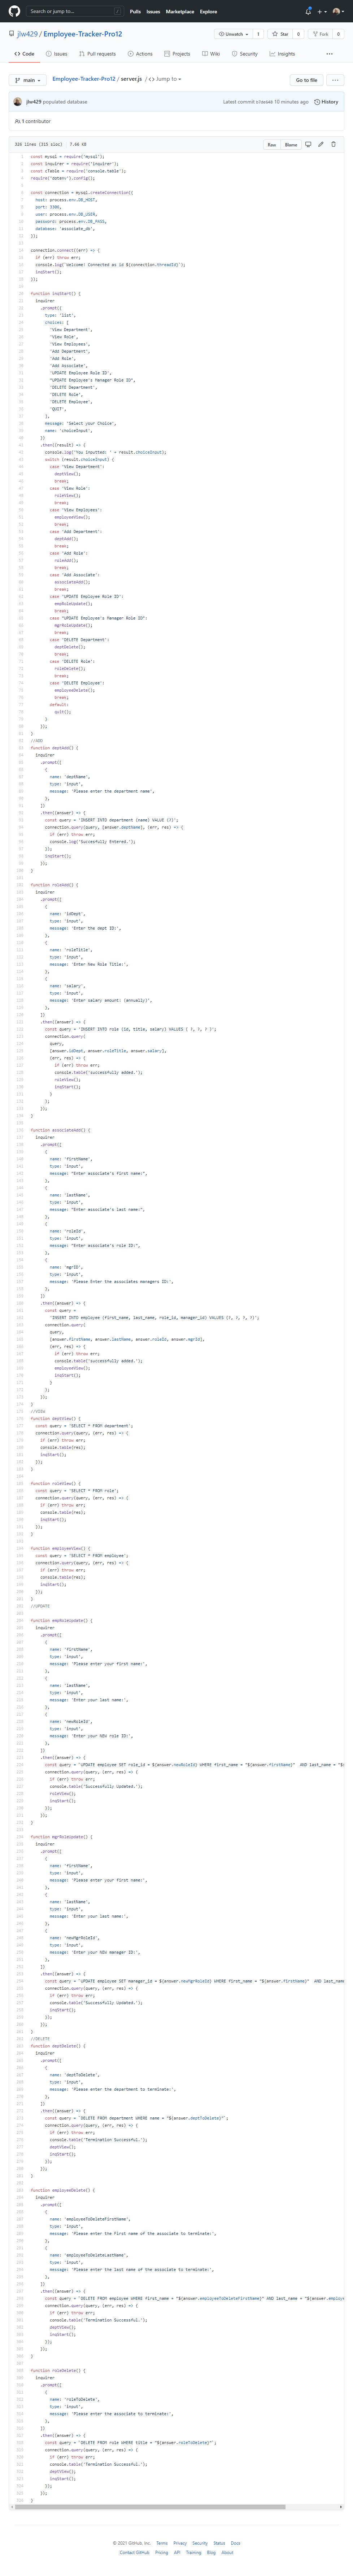 Search or jump to...
Pulls Issues Marketplace Explore
jlw429 / Employee-Tracker-Pro12
Unwatch 1 Star 0 Fork 0
Code Issues Pull requests Actions Projects Wiki Security Insights
main Employee-Tracker-Pro12 / server.js / Jump to Go to file
jlw429 populated database
10 minutes ago History
1 contributor
Raw Blame
const mysql = require('mysql');
const inquirer = require('inquirer');
const cTable = require('console.table');
require('dotenv').config();
const connection = mysql.createConnection({
host: process.env.DB_HOST,
port: 3306,
user: process.env.DB_USER,
password: process.env.DB_PASS,
database: 'associate_db',
});
connection.connect((err) => {
if (err) throw err;
console.log(`Welcome! Connected as id ${connection.threadId}`);
inqStart();
});
function inqStart() {
inquirer
.prompt({
type: 'list',
choices: [
'View Department',
'View Role',
'View Employees',
'Add Department',
'Add Role',
'Add Associate',
'UPDATE Employee Role ID',
"UPDATE Employee's Manager Role ID",
'DELETE Department',
'DELETE Role',
'DELETE Employee',
'QUIT',
],
message: 'Select your Choice',
name: 'choiceInput',
})
.then((result) => {
console.log('You inputted: ' + result.choiceInput);
switch (result.choiceInput) {
case 'View Department':
deptView();
break;
case 'View Role':
roleView();
break;
case 'View Employees':
employeeView();
break;
case 'Add Department':
deptAdd();
break;
case 'Add Role':
roleAdd();
break;
case 'Add Associate':
associateAdd();
break;
case 'UPDATE Employee Role ID':
empRoleUpdate();
break;
case "UPDATE Employee's Manager Role ID":
mgrRoleUpdate();
break;
case 'DELETE Department':
deptDelete();
break;
case 'DELETE Role':
roleDelete();
break;
case 'DELETE Employee':
employeeDelete();
break;
default:
quit();
}
});
}
//ADD
function deptAdd() {
inquirer
.prompt([
{
name: 'deptName',
type: 'input',
message: 'Please enter the department name',
},
])
.then((answer) => {
const query = 'INSERT INTO department (name) VALUE (?)';
connection.query(query, [answer.deptName], (err, res) => {
if (err) throw err;
console.log('Succesfully Entered.');
});
inqStart();
});
}
function roleAdd() {
inquirer
.prompt([
{
name: 'idDept',
type: 'input',
message: 'Enter the dept ID:',
},
{
name: 'roleTitle',
type: 'input',
message: 'Enter New Role Title:',
},
{
name: 'salary',
type: 'input',
message: 'Enter salary amount: (Annually)',
},
])
.then((answer) => {
const query = 'INSERT INTO role (id, title, salary) VALUES ( ?, ?, ? )';
connection.query(
query,
[answer.idDept, answer.roleTitle, answer.salary],
(err, res) => {
if (err) throw err;
console.table('successfully added.');
roleView();
inqStart();
}
);
});
}
function associateAdd() {
inquirer
.prompt([
{
name: 'firstName',
type: 'input',
message: "Enter associate's first name:",
},
{
name: 'lastName',
type: 'input',
message: "Enter associate's last name:",
},
{
name: 'roleId',
type: 'input',
message: "Enter associate's role ID:",
},
{
name: 'mgrID',
type: 'input',
message: 'Please Enter the associates managers ID:',
},
])
.then((answer) => {
const query =
'INSERT INTO employee (first_name, last_name, role_id, manager_id) VALUES (?, ?, ?, ?)';
connection.query(
query,
[answer.firstName, answer.lastName, answer.roleId, answer.mgrId],
(err, res) => {
if (err) throw err;
console.table('successfully added.');
employeeView();
inqStart();
}
);
});
}
//VIEW
function deptView() {
const query = 'SELECT * FROM department';
connection.query(query, (err, res) => {
if (err) throw err;
console.table(res);
inqStart();
});
}
function roleView() {
const query = 'SELECT * FROM role';
connection.query(query, (err, res) => {
if (err) throw err;
console.table(res);
inqStart();
});
}
function employeeView() {
const query = 'SELECT * FROM employee';
connection.query(query, (err, res) => {
if (err) throw err;
console.table(res);
inqStart();
});
}
//UPDATE
function empRoleUpdate() {
inquirer
.prompt([
{
name: 'firstName',
type: 'input',
message: 'Please enter your first name:',
},
{
name: 'lastName',
type: 'input',
message: 'Enter your last name:',
},
{
name: 'newRoleId',
type: 'input',
message: 'Enter your NEW role ID:',
},
])
.then((answer) => {
const query = `UPDATE employee SET role_id = ${answer.newRoleId} WHERE first_name = "${answer.firstName}" AND last_name =
connection.query(query, (err, res) => {
if (err) throw err;
console.table('Successfully Updated.');
roleView();
inqStart();
});
});
}
function mgrRoleUpdate() {
inquirer
.prompt([
{
name: 'firstName',
type: 'input',
message: 'Please enter your first name:',
},
{
name: 'lastName',
type: 'input',
message: 'Enter your last name:',
},
{
name: 'newMgrRoleId',
type: 'input',
message: 'Enter your NEW manager ID:',
},
])
.then((answer) => {
const query = `UPDATE employee SET manager_id = ${answer.newMgrRoleId} WHERE first_name = "${answer.firstName}" AND last_name
connection.query(query, (err, res) => {
if (err) throw err;
console.table('Successfully Updated.');
inqStart();
});
});
}
//DELETE
function deptDelete() {
inquirer
.prompt([
{
name: 'deptToDelete',
type: 'input',
message: 'Please enter the department to terminate:',
},
])
.then((answer) => {
const query = `DELETE FROM department WHERE name = "${answer.deptToDelete}"`;
connection.query(query, (err, res) => {
if (err) throw err;
console.table('Termination Successful.');
deptView();
inqStart();
});
});
}
function employeeDelete() {
inquirer
.prompt([
{
name: 'employeeToDeleteFirstName',
type: 'input',
message: 'Please enter the first name of the associate to terminate:',
},
{
name: 'employeeToDeleteLastName',
type: 'input',
message: 'Please enter the last name of the associate to terminate:',
},
])
.then((answer) => {
const query = `DELETE FROM employee WHERE first_name = "${answer.employeeToDeleteFirstName}" AND last_name =
connection.query(query, (err, res) => {
if (err) throw err;
console.table('Termination Successful.');
deptView();
inqStart();
});
});
}
function roleDelete() {
inquirer
.prompt([
{
name: 'roleToDelete',
type: 'input',
message: 'Please enter the associate to terminate:',
},
])
.then((answer) => {
const query = `DELETE FROM role WHERE title = "${answer.roleToDelete}"`;
connection.query(query, (err, res) => {
if (err) throw err;
console.table('Termination Successful.');
deptView();
inqStart();
});
});
}
© 2021 GitHub, Inc. Terms Privacy Security Status Docs
Contact GitHub Pricing API Training Blog About